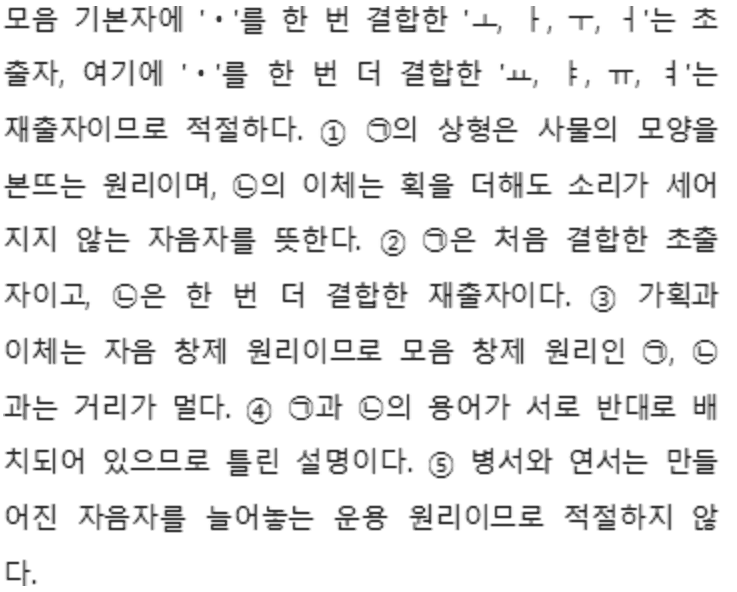 모음 기본자에 'ㆍ'를 한 번 결합한 'ㅗ, ㅏ, ㅜ, ㅓ'는 초
출자, 여기에 'ㆍ'를 한 번 더 결합한 'ㅛ, ㅑ, ㅠ, ㅕ'는
재출자이므로 적절하다. ① ㉠의 상형은 사물의 모양을
본뜨는 원리이며, ㉡의 이체는 획을 더해도 소리가 세어
지지 않는 자음자를 뜻한다. ② ㉠은 처음 결합한 초출
자이고, ㉡은 한 번 더 결합한 재출자이다. ③ 가획과
이체는 자음 창제 원리이므로 모음 창제 원리인 ㉠, ㉡
과는 거리가 멀다. ④ ㉠과 ㉡의 용어가 서로 반대로 배
치되어 있으므로 틀린 설명이다. ⑤ 병서와 연서는 만들
어진 자음자를 늘어놓는 운용 원리이므로 적절하지 않
다.